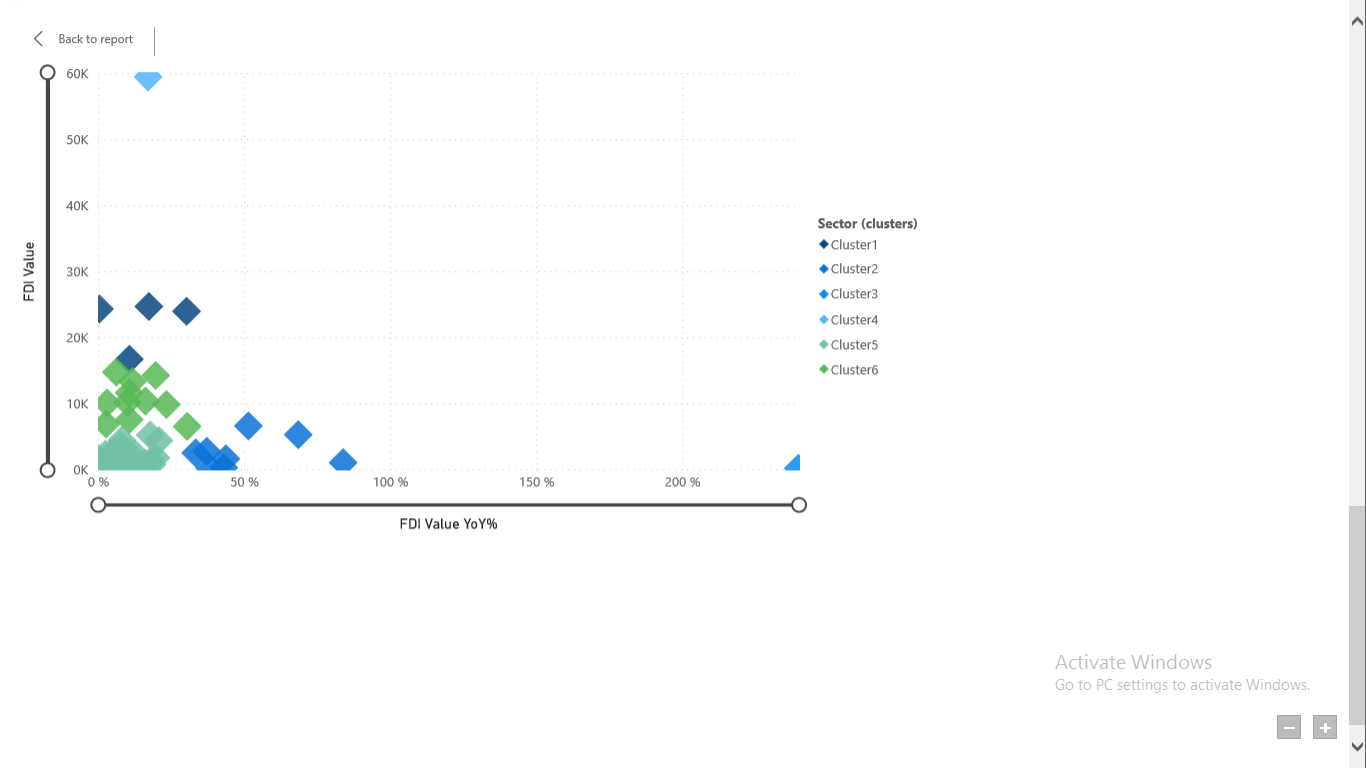 Back to report
60K
50K
40K
30K
20K
10K
0K
FDI Value
0 %
50 %
100 %
150 %
200 %
FDI Value YoY%
Sector (clusters)
Cluster1
Cluster2
Cluster3
Cluster4
Cluster5
Cluster6
Activate Windows
Go to PC settings to activate Windows.